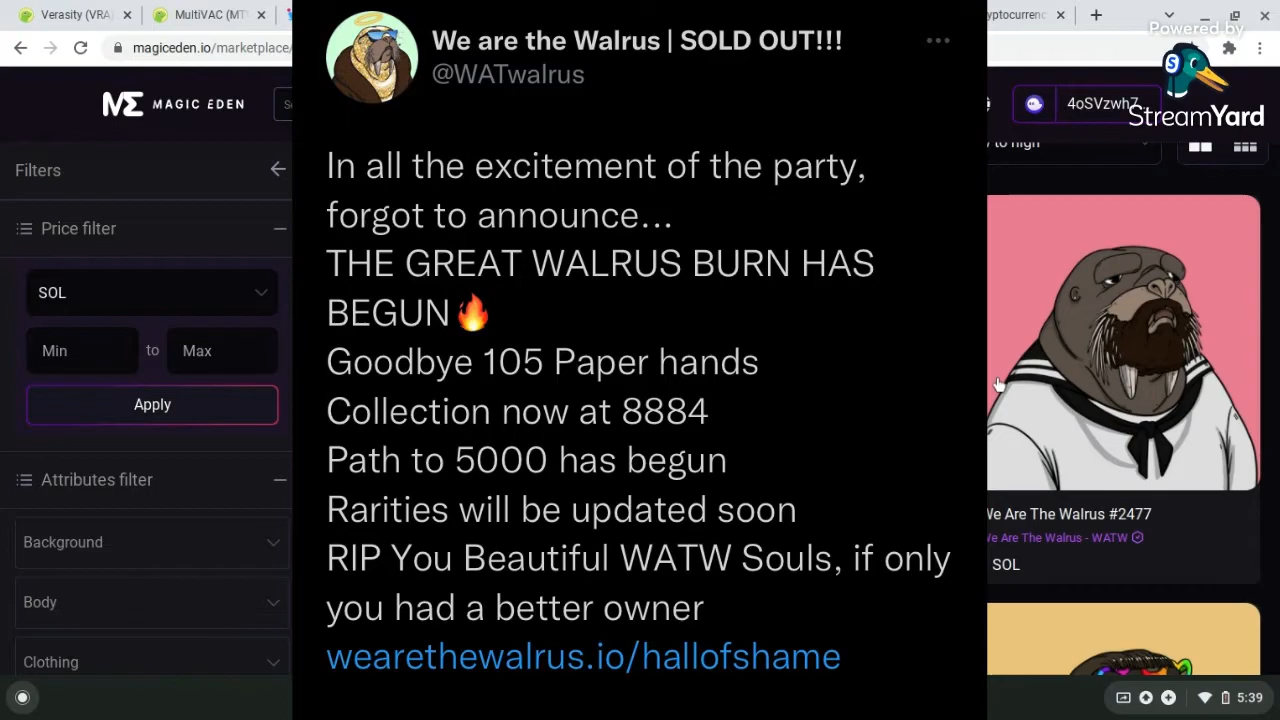 Verasity (VRA)
MultiVAC (MT
yptocurrenc
magiceden.io/marketplace/
Powered by
StreamYard
MAGIC EDEN
4oSVzwhZ
to high
Filters
Price filter
SOL
Min
to
Max
Apply
Attributes filter
Background
Body
Clothing
We are the Walrus | SOLD OUT!!!
@WATwalrus
In all the excitement of the party,
forgot to announce...
THE GREAT WALRUS BURN HAS
BEGUN🔥
Goodbye 105 Paper hands
Collection now at 8884
Path to 5000 has begun
Rarities will be updated soon
RIP You Beautiful WATW Souls, if only
you had a better owner
wearethewalrus.io/hallofshame
We Are The Walrus #2477
We Are The Walrus - WATW
SOL
5:39